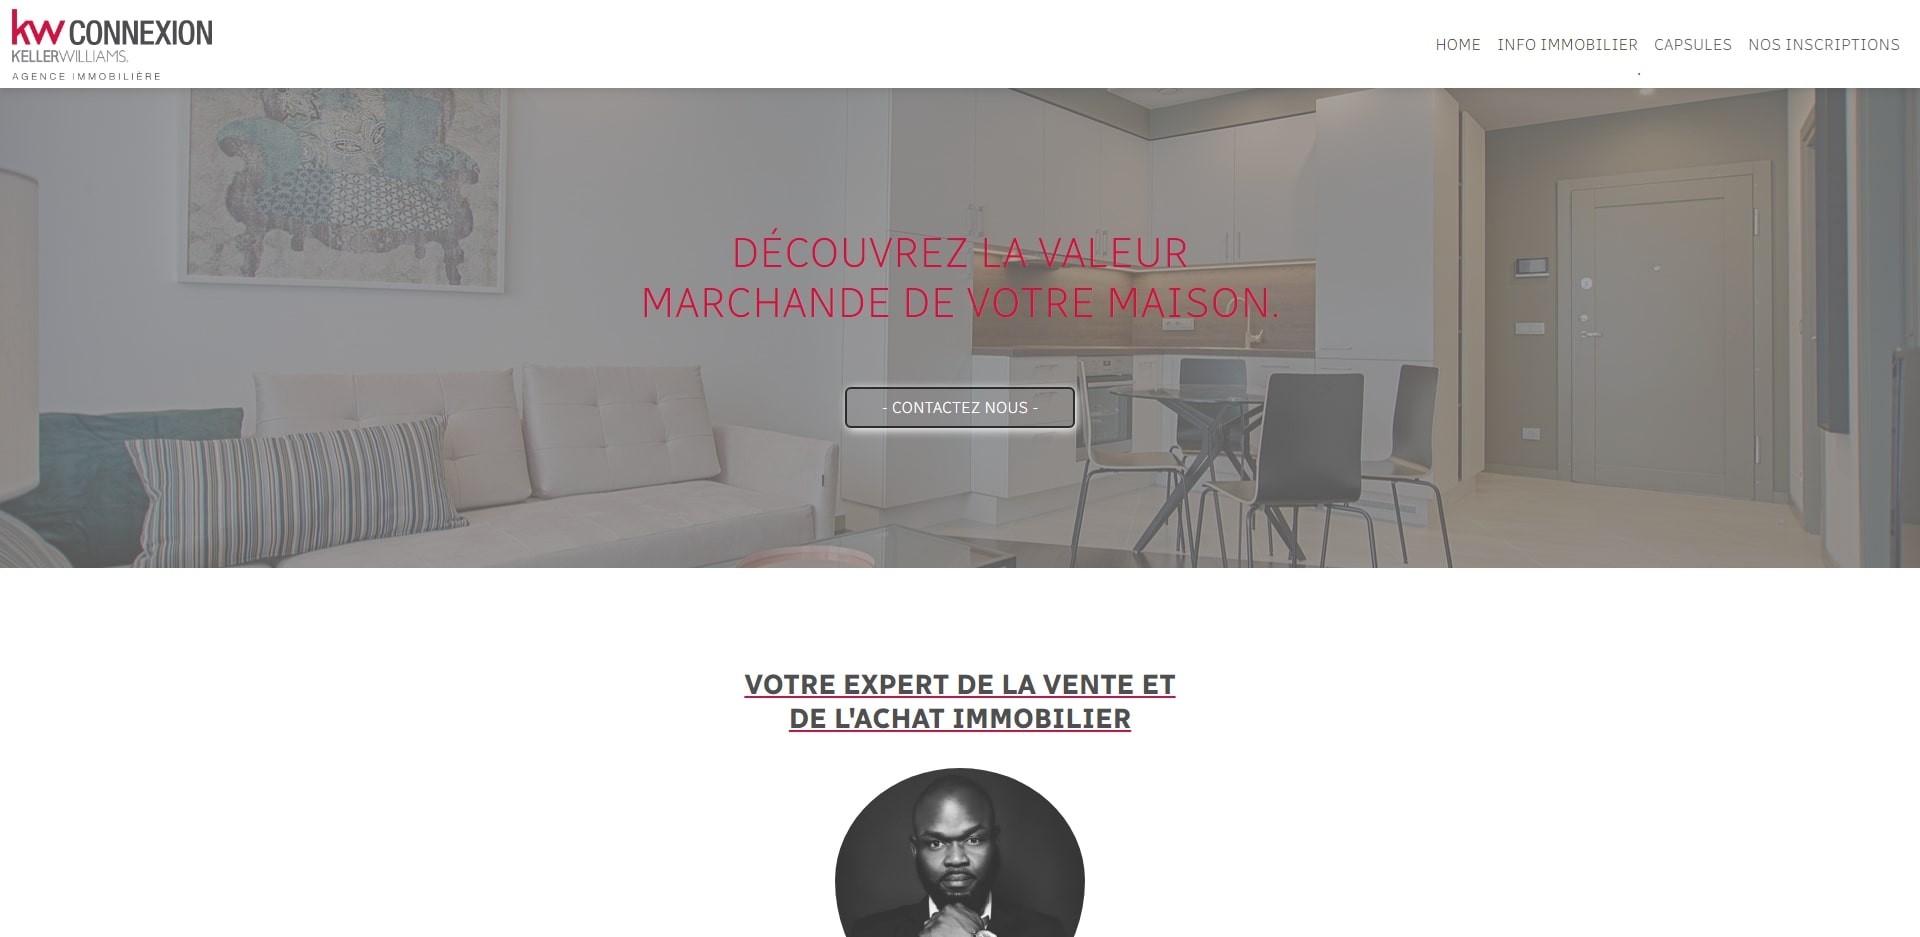 kw CONNEXION
KELLERWILLIAMS.
AGENCE IMMOBILIÈRE
HOME INFO IMMOBILIER CAPSULES NOS INSCRIPTIONS
DÉCOUVREZ LA VALEUR
MARCHANDE DE VOTRE MAISON.
- CONTACTEZ NOUS -
VOTRE EXPERT DE LA VENTE ET
DE L'ACHAT IMMOBILIER